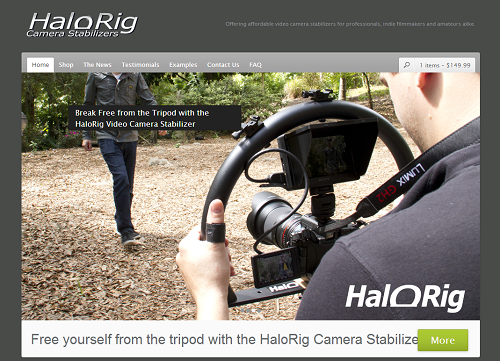 HaloRig
Camera Stabilizers
Offering affordable video camera stabilizers for professionals, indie filmmakers and amateurs alike.
Home Shop The News Testimonials Examples Contact Us FAQ
1 items - $149.99
Break Free from the Tripod with the
HaloRig Video Camera Stabilizer
LUMIX
HaloRig
HaloRig
Free yourself from the tripod with the HaloRig Camera Stabilize
More